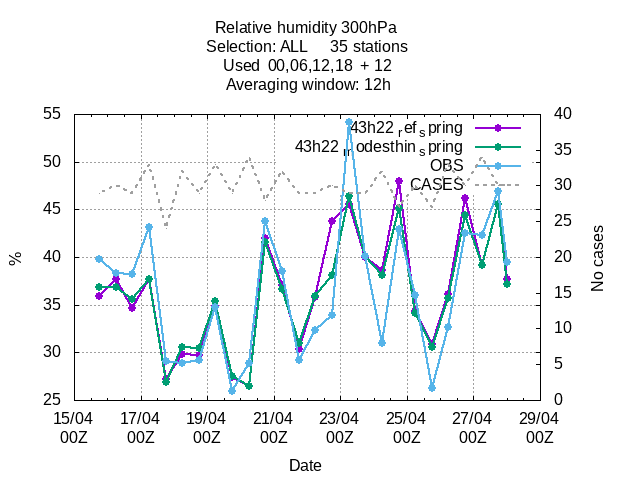 Relative humidity 300hPa
Selection: ALL 35 stations
Used 00,06,12,18 + 12
Averaging window: 12h
55
50
45
40
35
30
25
40
35
30
25
20
15
10
5
0
43h22 ref spring
43h22 modesthin spring
OBS
CASES
%
No cases
15/04 17/04 19/04 21/04 23/04 25/04 27/04 29/04
00Z 00Z 00Z 00Z 00Z 00Z 00Z 00Z
Date